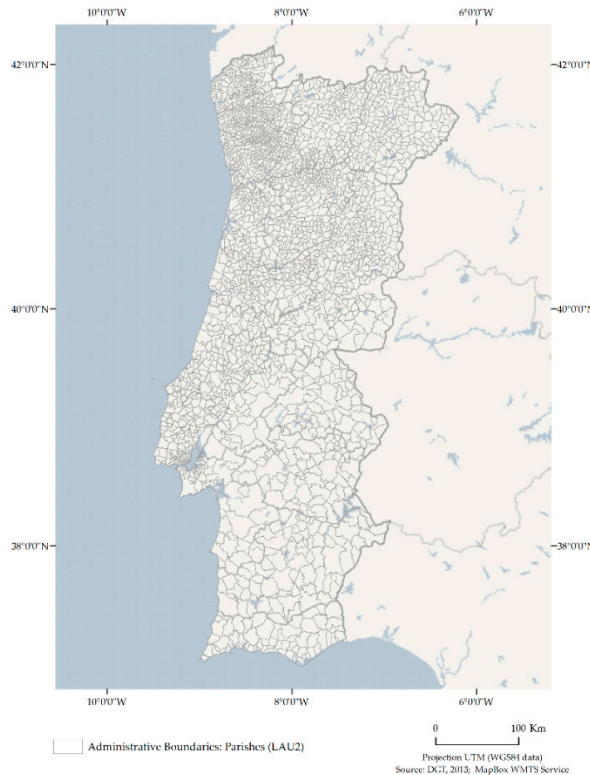 10°0'0"W 8°0'0"W 6°0'0"W
42°0'0"N 42°0'0"N
40°0'0"N 40°0'0"N
38°0'0"N 38°0'0"N
10°0'0"W 8°0'0"W 6°0'0"W
0 100 Km
Administrative Boundaries: Parishes (LAU2)
Projection UTM (WGS84 data)
Source: DGT, 2013; MapBox WMTS Service